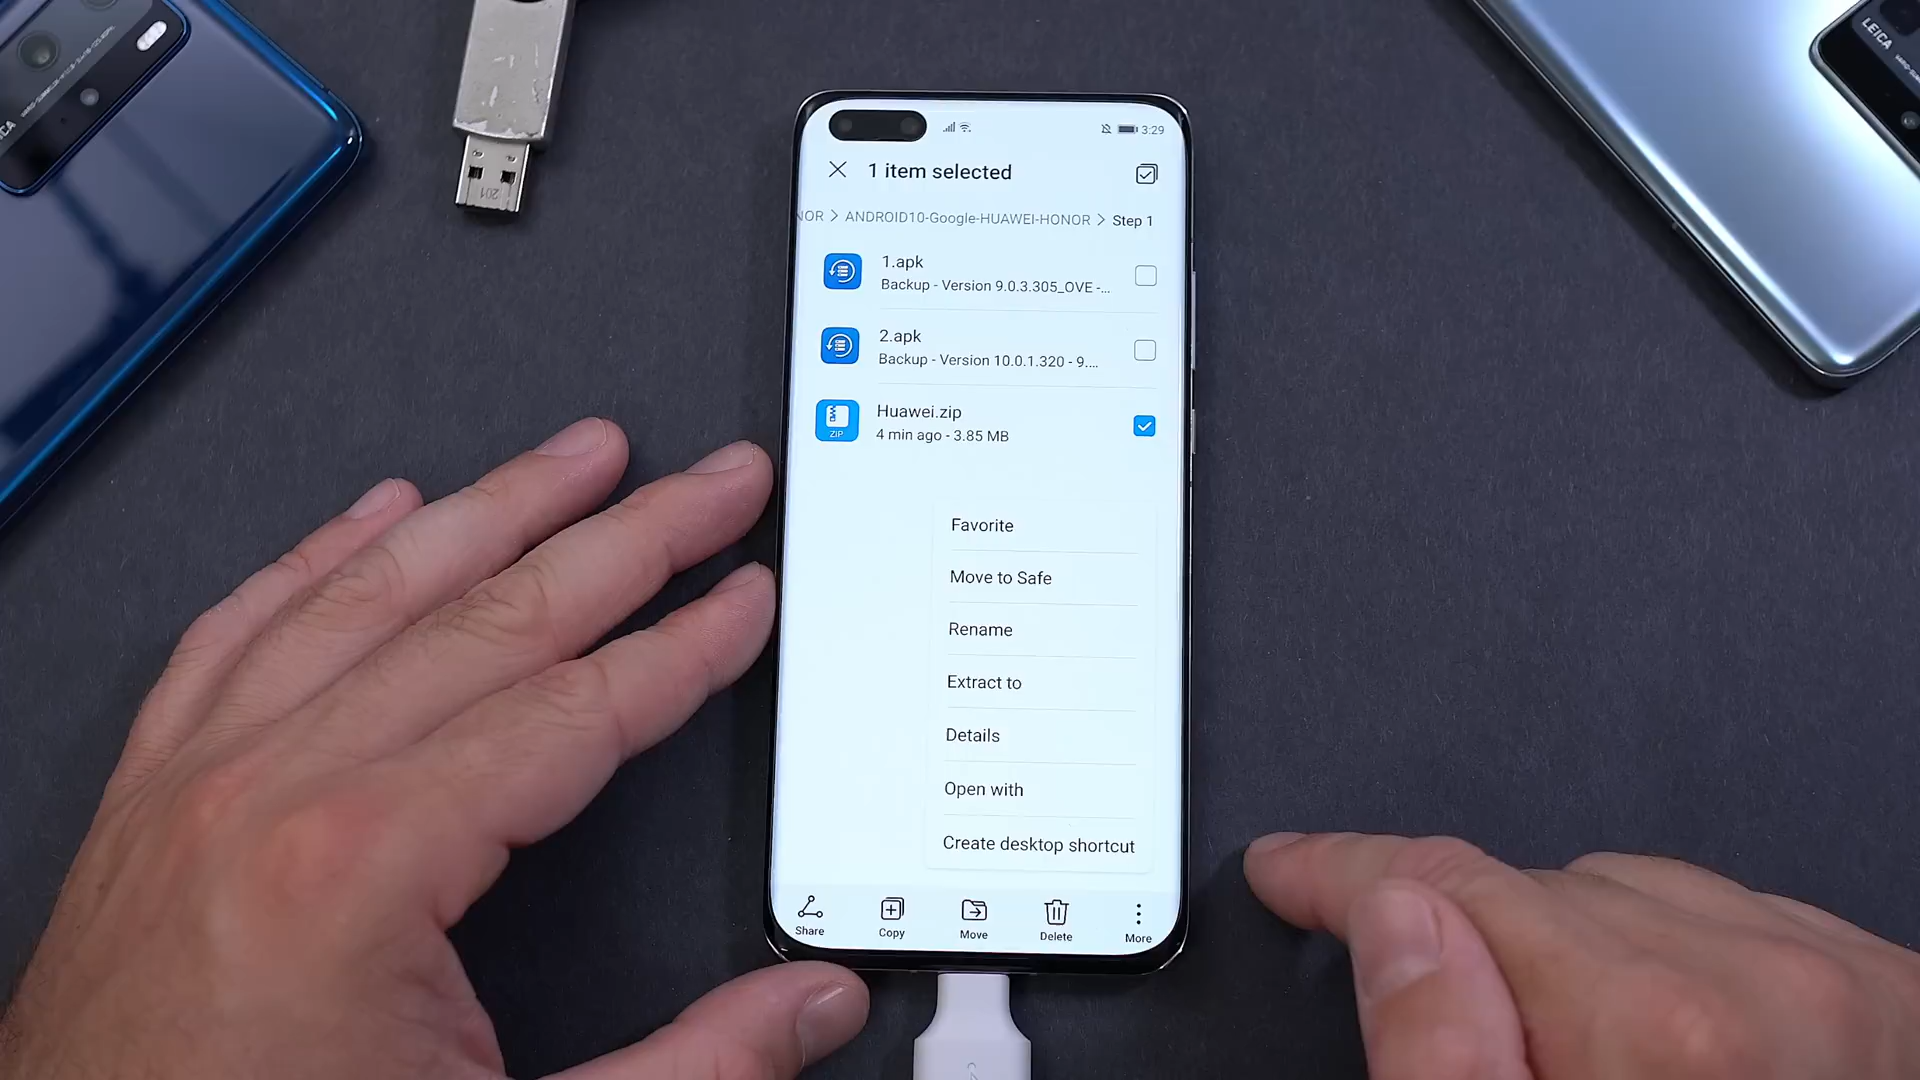 3:29
1 item selected
NOR > ANDROID10-Google-HUAWEI-HONOR > Step 1
1.apk
Backup - Version 9.0.3.305_OVE -...
2.apk
Backup - Version 10.0.1.320 - 9....
Huawei.zip
4 min ago - 3.85 MB
ZIP
Favorite
Move to Safe
Rename
Extract to
Details
Open with
Create desktop shortcut
Share
Copy
Move
Delete
More
LEICA
201